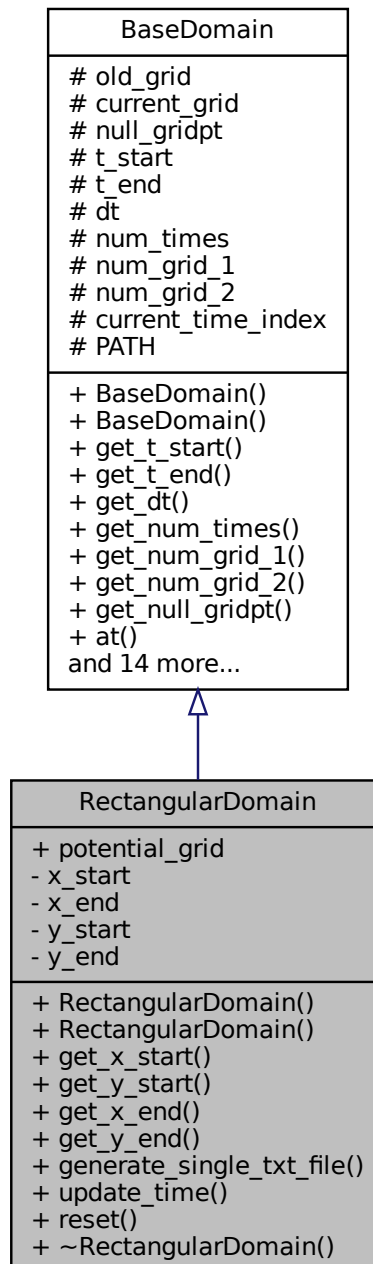 BaseDomain
# old_grid
# current_grid
# null_gridpt
# t_start
# t_end
# dt
# num_times
# num_grid_1
# num_grid_2
# current_time_index
# PATH
+ BaseDomain()
+ BaseDomain()
+ get_t_start()
+ get_t_end()
+ get_dt()
+ get_num_times()
+ get_num_grid_1()
+ get_num_grid_2()
+ get_null_gridpt()
+ at()
and 14 more...
RectangularDomain
+ potential_grid
- x_start
- x_end
- y_start
- y_end
+ RectangularDomain()
+ RectangularDomain()
+ get_x_start()
+ get_y_start()
+ get_x_end()
+ get_y_end()
+ generate_single_txt_file()
+ update_time()
+ reset()
+ ~RectangularDomain()